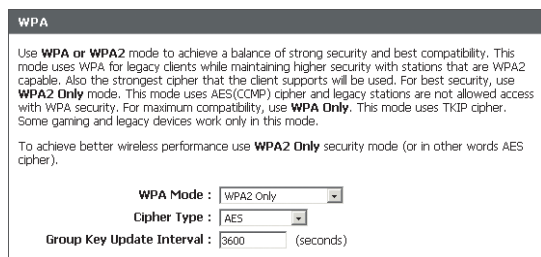 WPA
Use WPA or WPA2 mode to achieve a balance of strong security and best compatibility. This
mode uses WPA for legacy clients while maintaining higher security with stations that are WPA2
capable. Also the strongest cipher that the client supports will be used. For best security, use
WPA2 Only mode. This mode uses AES(CCMP) cipher and legacy stations are not allowed access
with WPA security. For maximum compatibility, use WPA Only. This mode uses TKIP cipher.
Some gaming and legacy devices work only in this mode.
To achieve better wireless performance use WPA2 Only security mode (or in other words AES
cipher).
WPA Mode : WPA2 Only
Cipher Type : AES
Group Key Update Interval : 3600 (seconds)